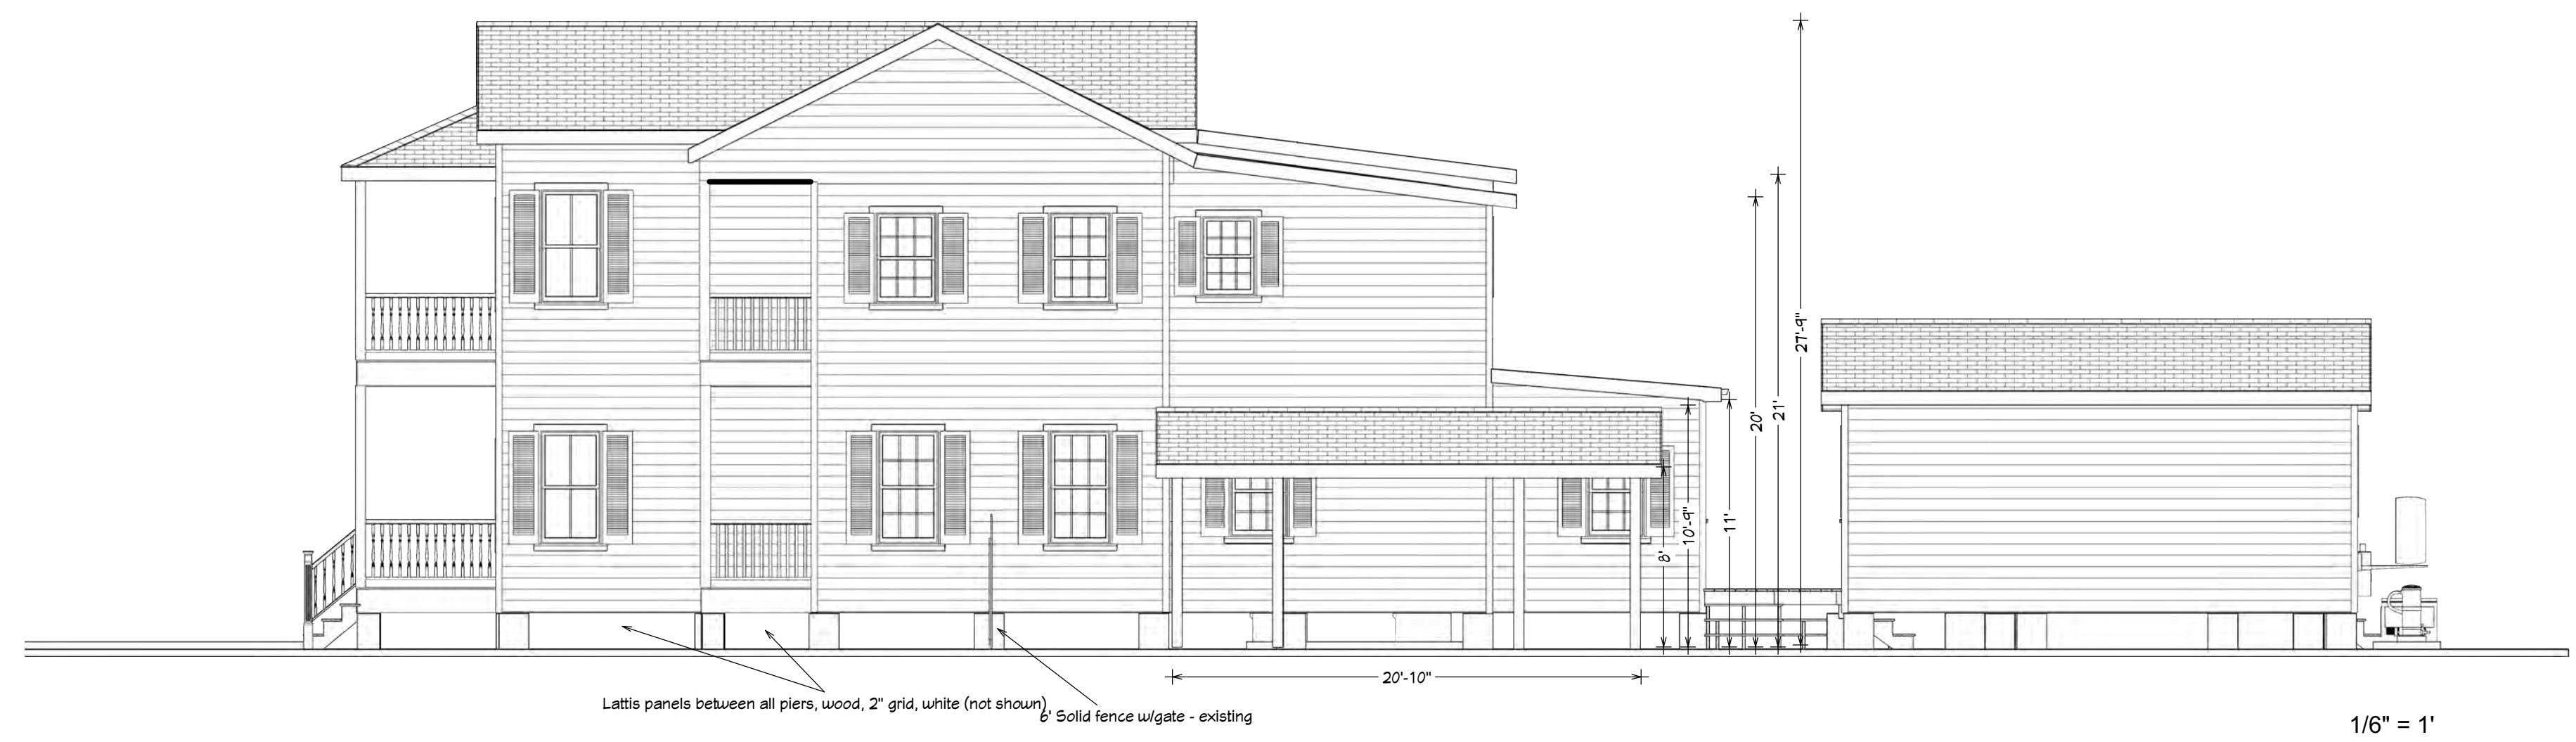 27'-9"
21'
20'
11'
10'-9"
8'
20'-10"
Lattis panels between all piers, wood, 2" grid, white (not shown)
6' Solid fence w/gate - existing
1/6" = 1'